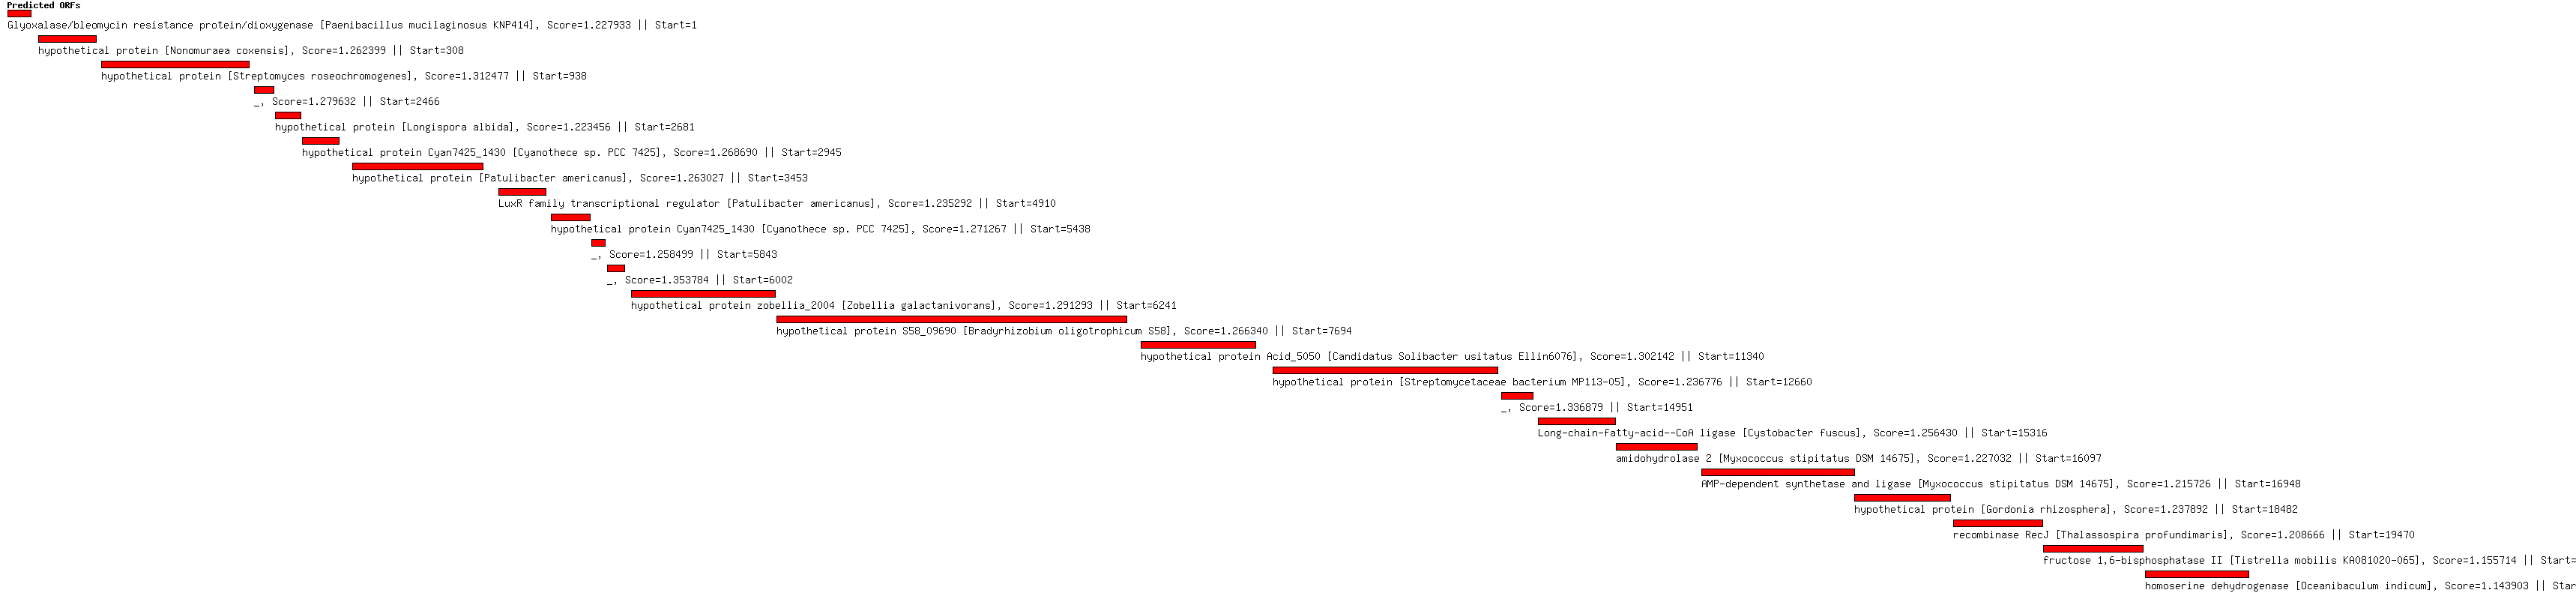 Predicted ORFs
Glyoxalase/bleomycin resistance protein/dioxygenase [Paenibacillus mucilaginosus KNP414], Score=1.227933 || Start=1
hypothetical protein [Nonomuraea coxensis], Score=1.262399 || Start=308
hypothetical protein [Streptomyces roseochromogenes], Score=1.312477 || Start=938
_, Score=1.279632 || Start=2466
hypothetical protein [Longispora albida], Score=1.223456 || Start=2681
hypothetical protein Cyan7425_1430 [Cyanothece sp. PCC 7425], Score=1.268690 || Start=2945
hypothetical protein [Patulibacter americanus], Score=1.263027 || Start=3453
LuxR family transcriptional regulator [Patulibacter americanus], Score=1.235292 || Start=4910
hypothetical protein Cyan7425_1430 [Cyanothece sp. PCC 7425], Score=1.271267 || Start=5438
_, Score=1.258499 || Start=5843
_, Score=1.353784 || Start=6002
hypothetical protein zobellia_2004 [Zobellia galactanivorans], Score=1.291293 || Start=6241
hypothetical protein S58_09690 [Bradyrhizobium oligotrophicum S58], Score=1.266340 || Start=7694
hypothetical protein Acid_5050 [Candidatus Solibacter usitatus Ellin6076], Score=1.302142 || Start=11340
hypothetical protein [Streptomycetaceae bacterium MP113-05], Score=1.236776 || Start=12660
_, Score=1.336879 || Start=14951
Long-chain-fatty-acid--CoA ligase [Cystobacter fuscus], Score=1.256430 || Start=15316
amidohydrolase 2 [Myxococcus stipitatus DSM 14675], Score=1.227032 || Start=16097
AMP-dependent synthetase and ligase [Myxococcus stipitatus DSM 14675], Score=1.215726 || Start=16948
hypothetical protein [Gordonia rhizosphera], Score=1.237892 || Start=18482
recombinase RecJ [Thalassospira profundimaris], Score=1.208666 || Start=19470
fructose 1,6-bisphosphatase II [Tistrella mobilis KA081020-065], Score=1.155714 || Start=
homoserine dehydrogenase [Oceanibaculum indicum], Score=1.143903 || Star